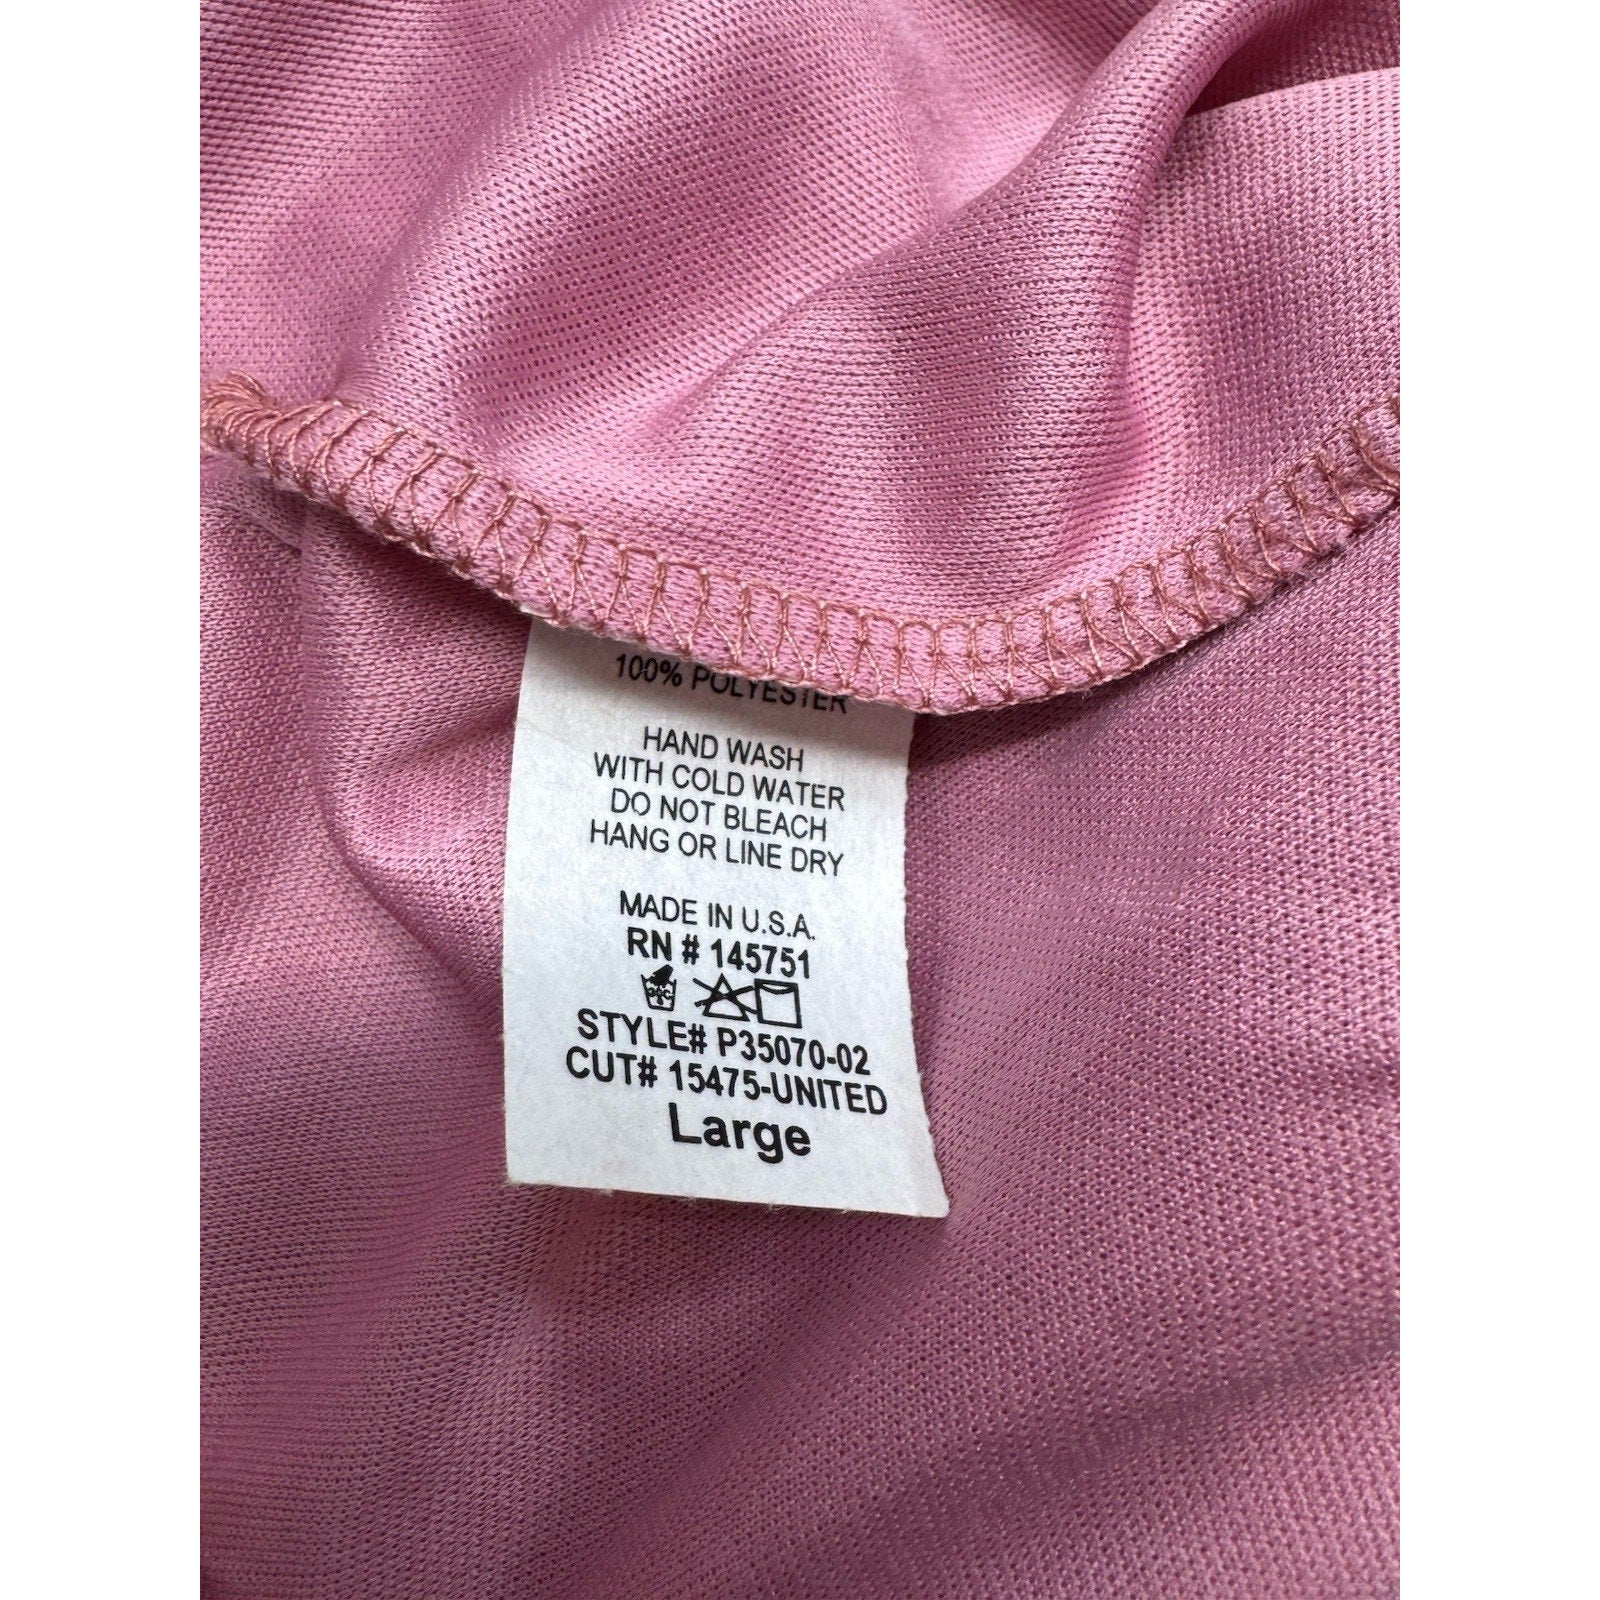 100% POLYESTER
HAND WASH
WITH COLD WATER
DO NOT BLEACH
HANG OR LINE DRY
MADE IN U.S.A.
RN # 145751
STYLE# P35070-02
CUT# 15475-UNITED
Large